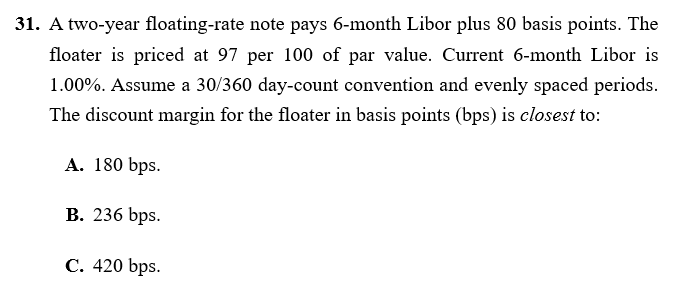 31. A two-year floating-rate note pays 6-month Libor plus 80 basis points. The
floater is priced at 97 per 100 of par value. Current 6-month Libor is
1.00%. Assume a 30/360 day-count convention and evenly spaced periods.
The discount margin for the floater in basis points (bps) is closest to:
A. 180 bps.
B. 236 bps.
C. 420 bps.